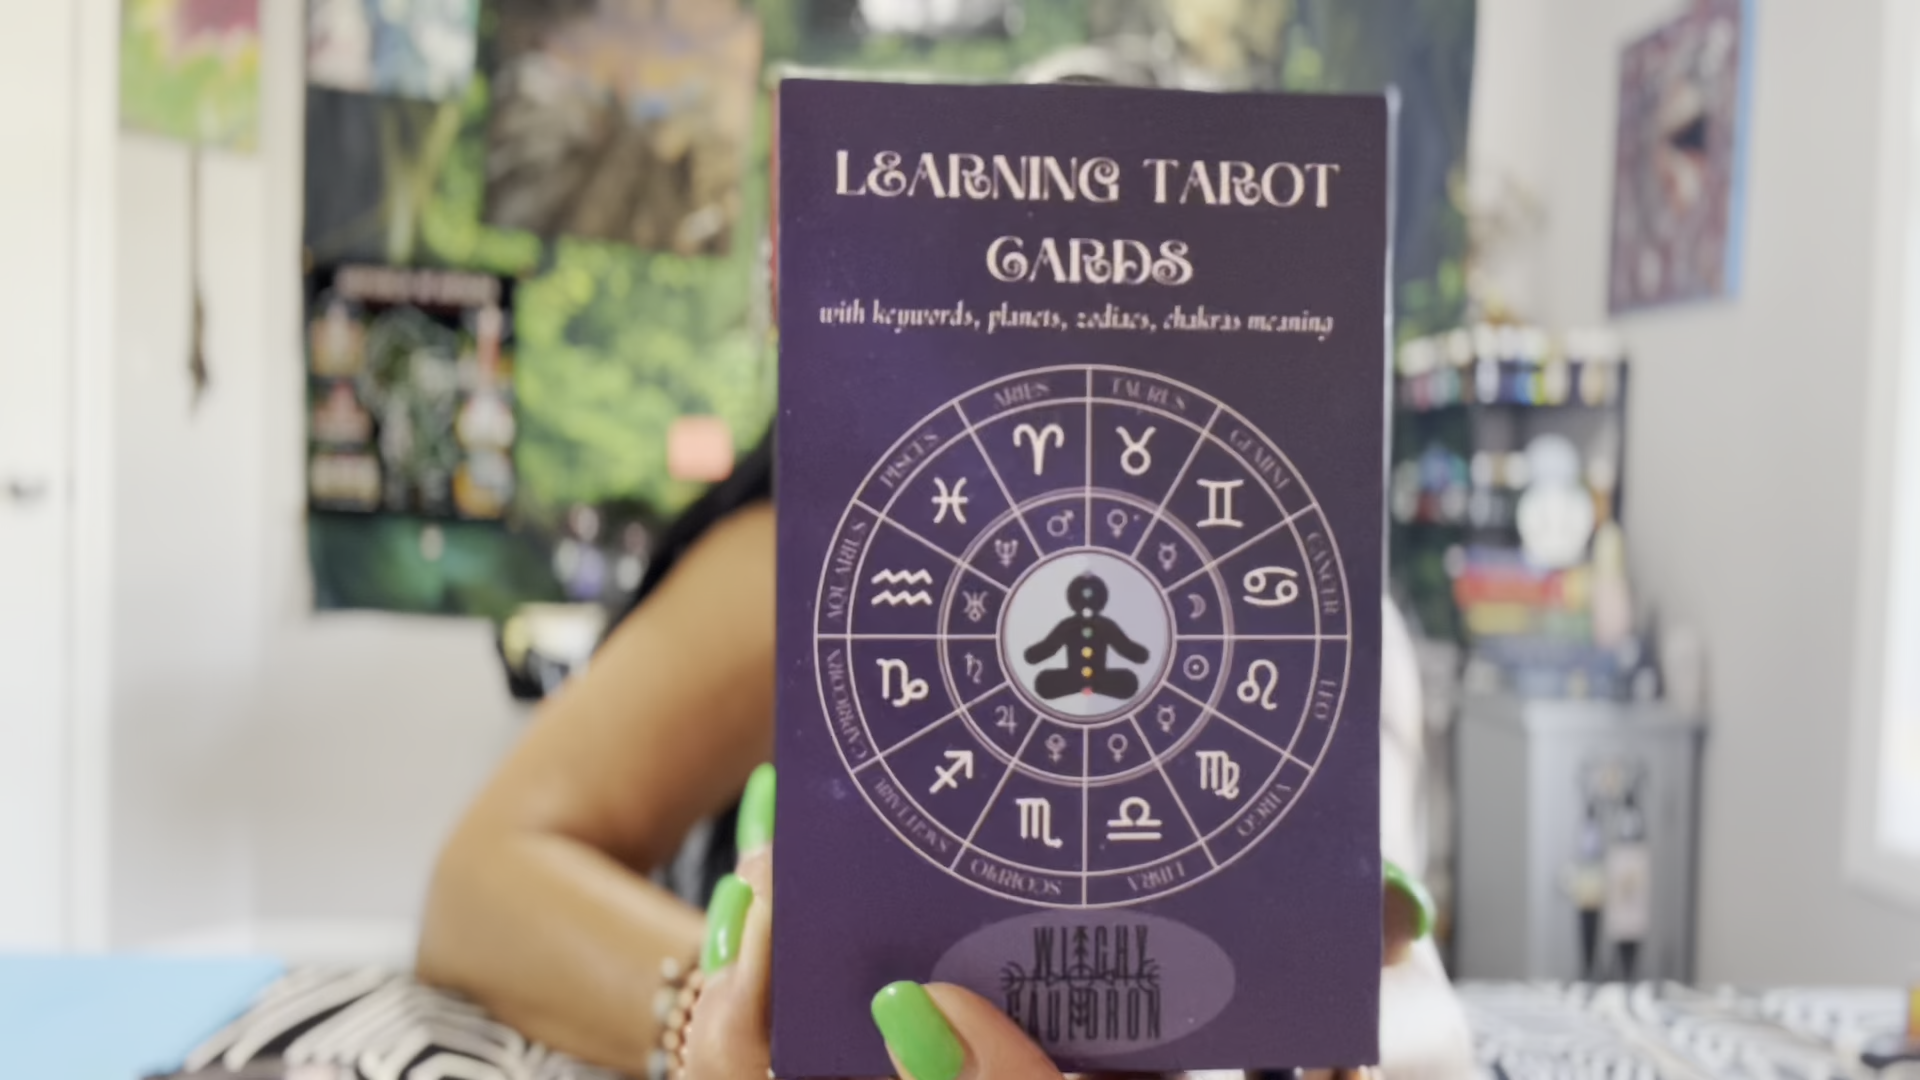 LEARNING TAROT
CARDS
with keywords, planets, zodiacs, chakras meaning
ARIES
TAURUS
GEMINI
CANCER
LEO
VIRGO
LIBRA
SCORPIO
SAGITTARIUS
CAPRICORN
AQUARIUS
PISCES
WITCHY
CAULDRON